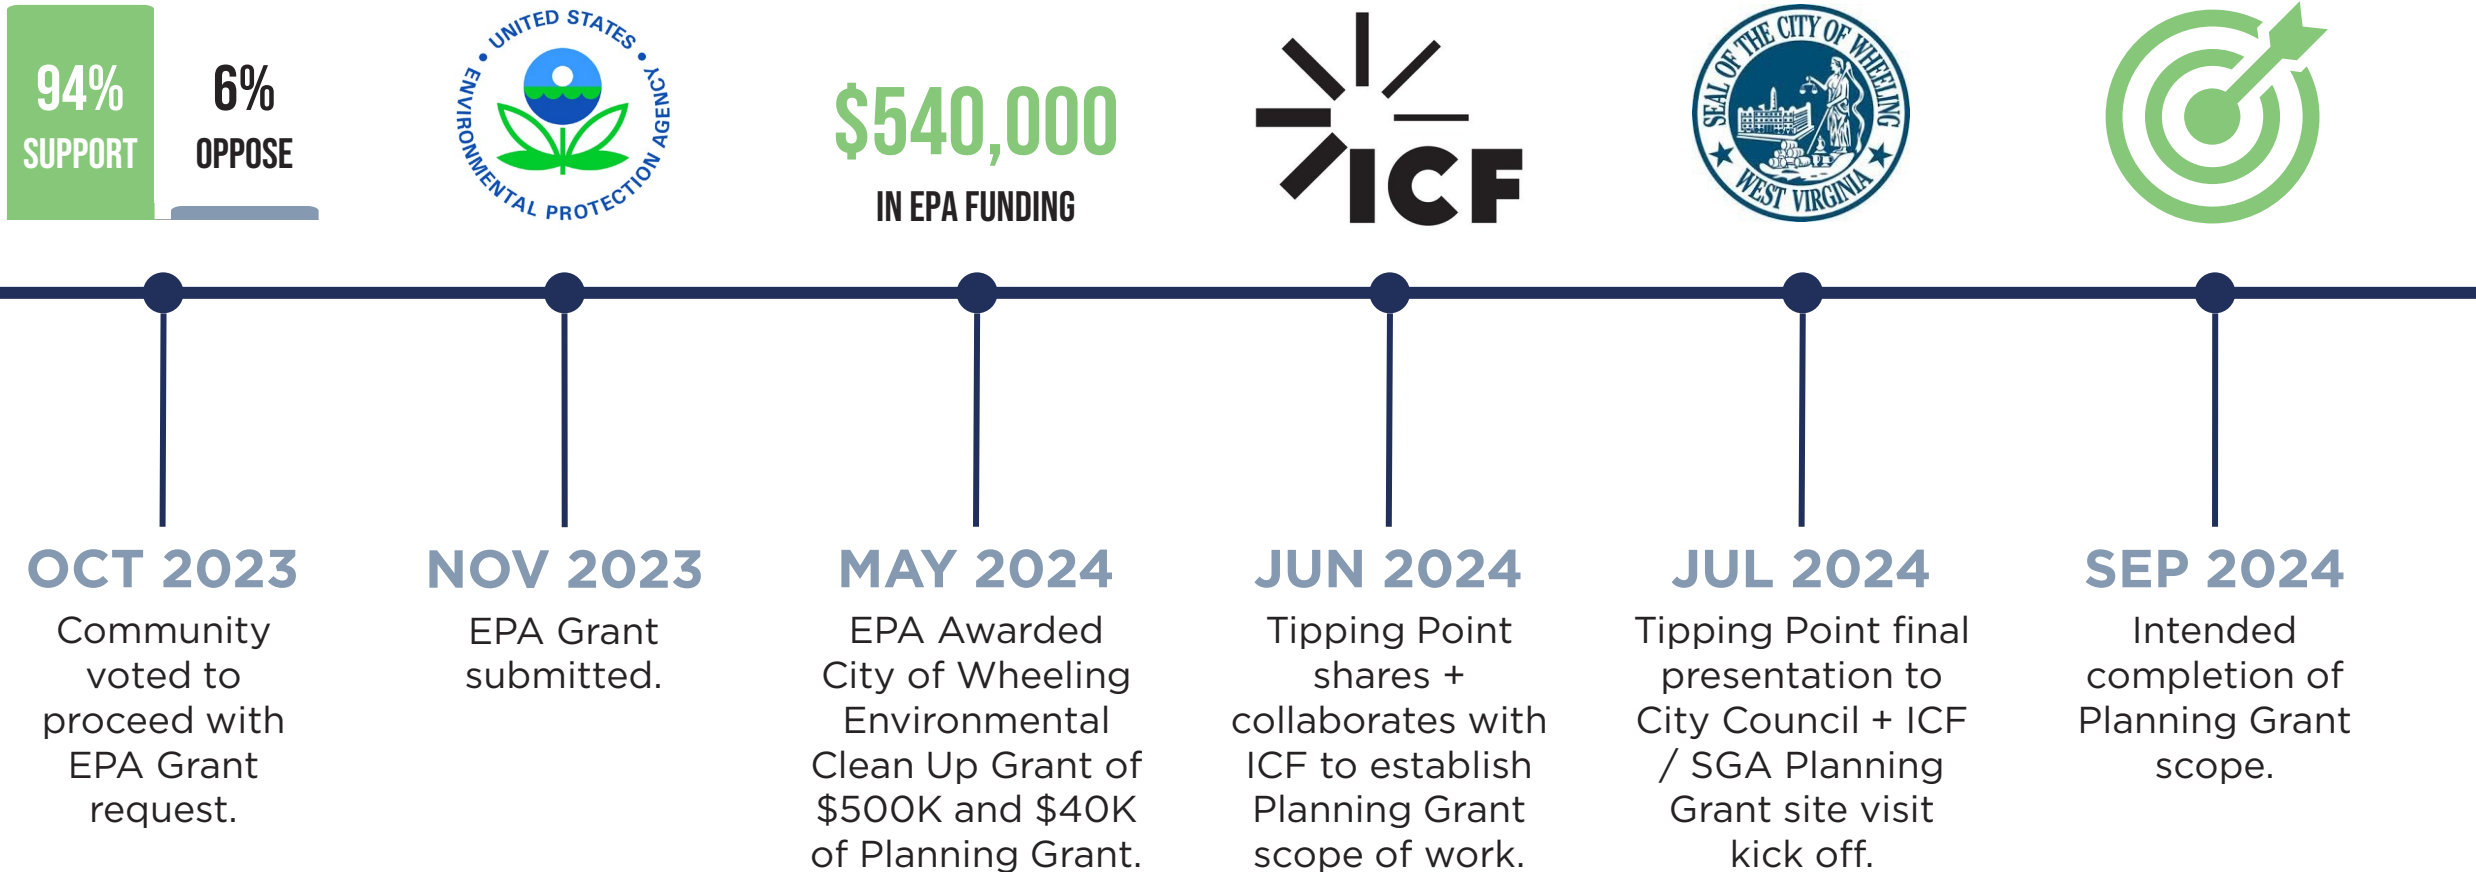 94%
SUPPORT
6%
OPPOSE
UNITED STATES
ENVIRONMENTAL PROTECTION AGENCY
$540,000
IN EPA FUNDING
ICF
SEAL OF THE CITY OF WHEELING
WEST VIRGINIA
OCT 2023
Community
voted to
proceed with
EPA Grant
request.
NOV 2023
EPA Grant
submitted.
MAY 2024
EPA Awarded
City of Wheeling
Environmental
Clean Up Grant of
$500K and $40K
of Planning Grant.
JUN 2024
Tipping Point
shares +
collaborates with
ICF to establish
Planning Grant
scope of work.
JUL 2024
Tipping Point final
presentation to
City Council + ICF
/ SGA Planning
Grant site visit
kick off.
SEP 2024
Intended
completion of
Planning Grant
scope.